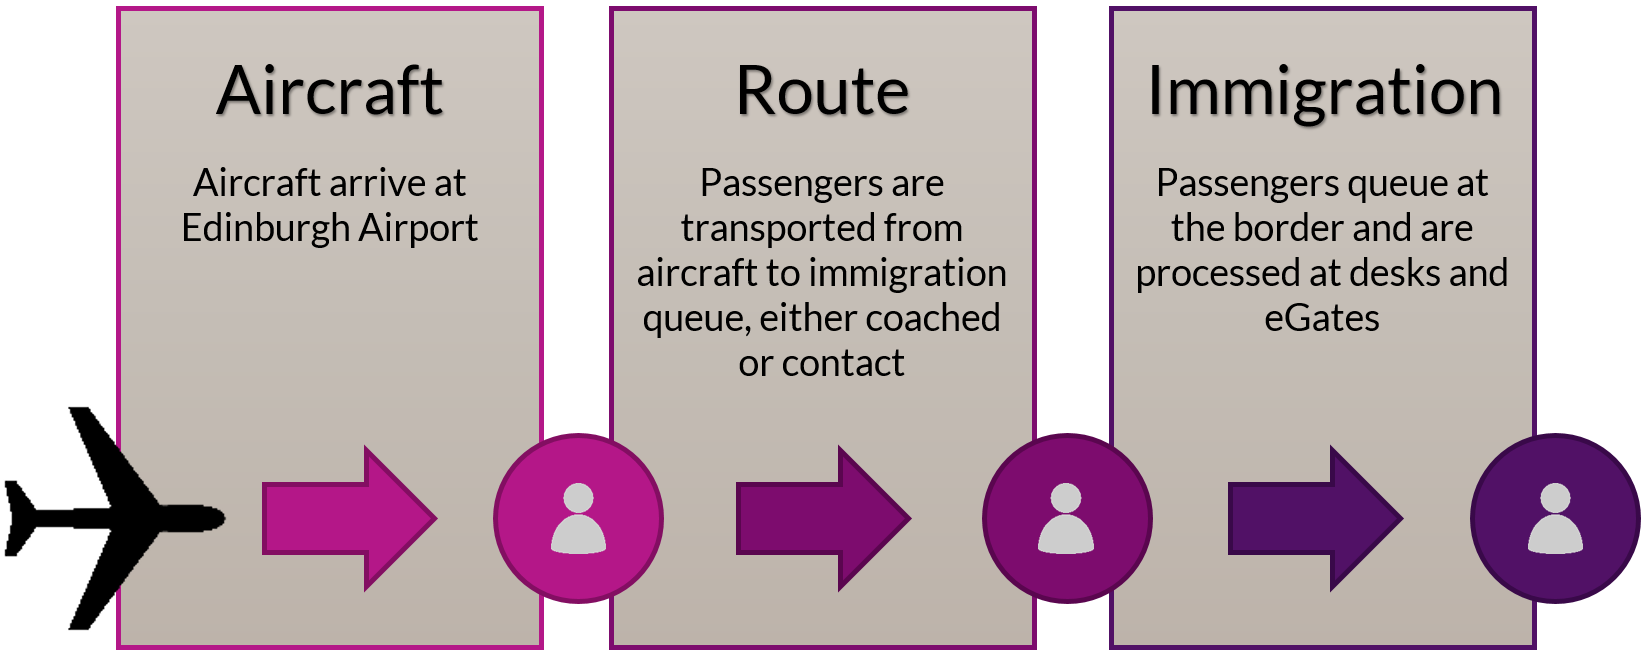 Aircraft
Aircraft arrive at
Edinburgh Airport
Route
Passengers are
transported from
aircraft to immigration
queue, either coached
or contact
Immigration
Passengers queue at
the border and are
processed at desks and
eGates